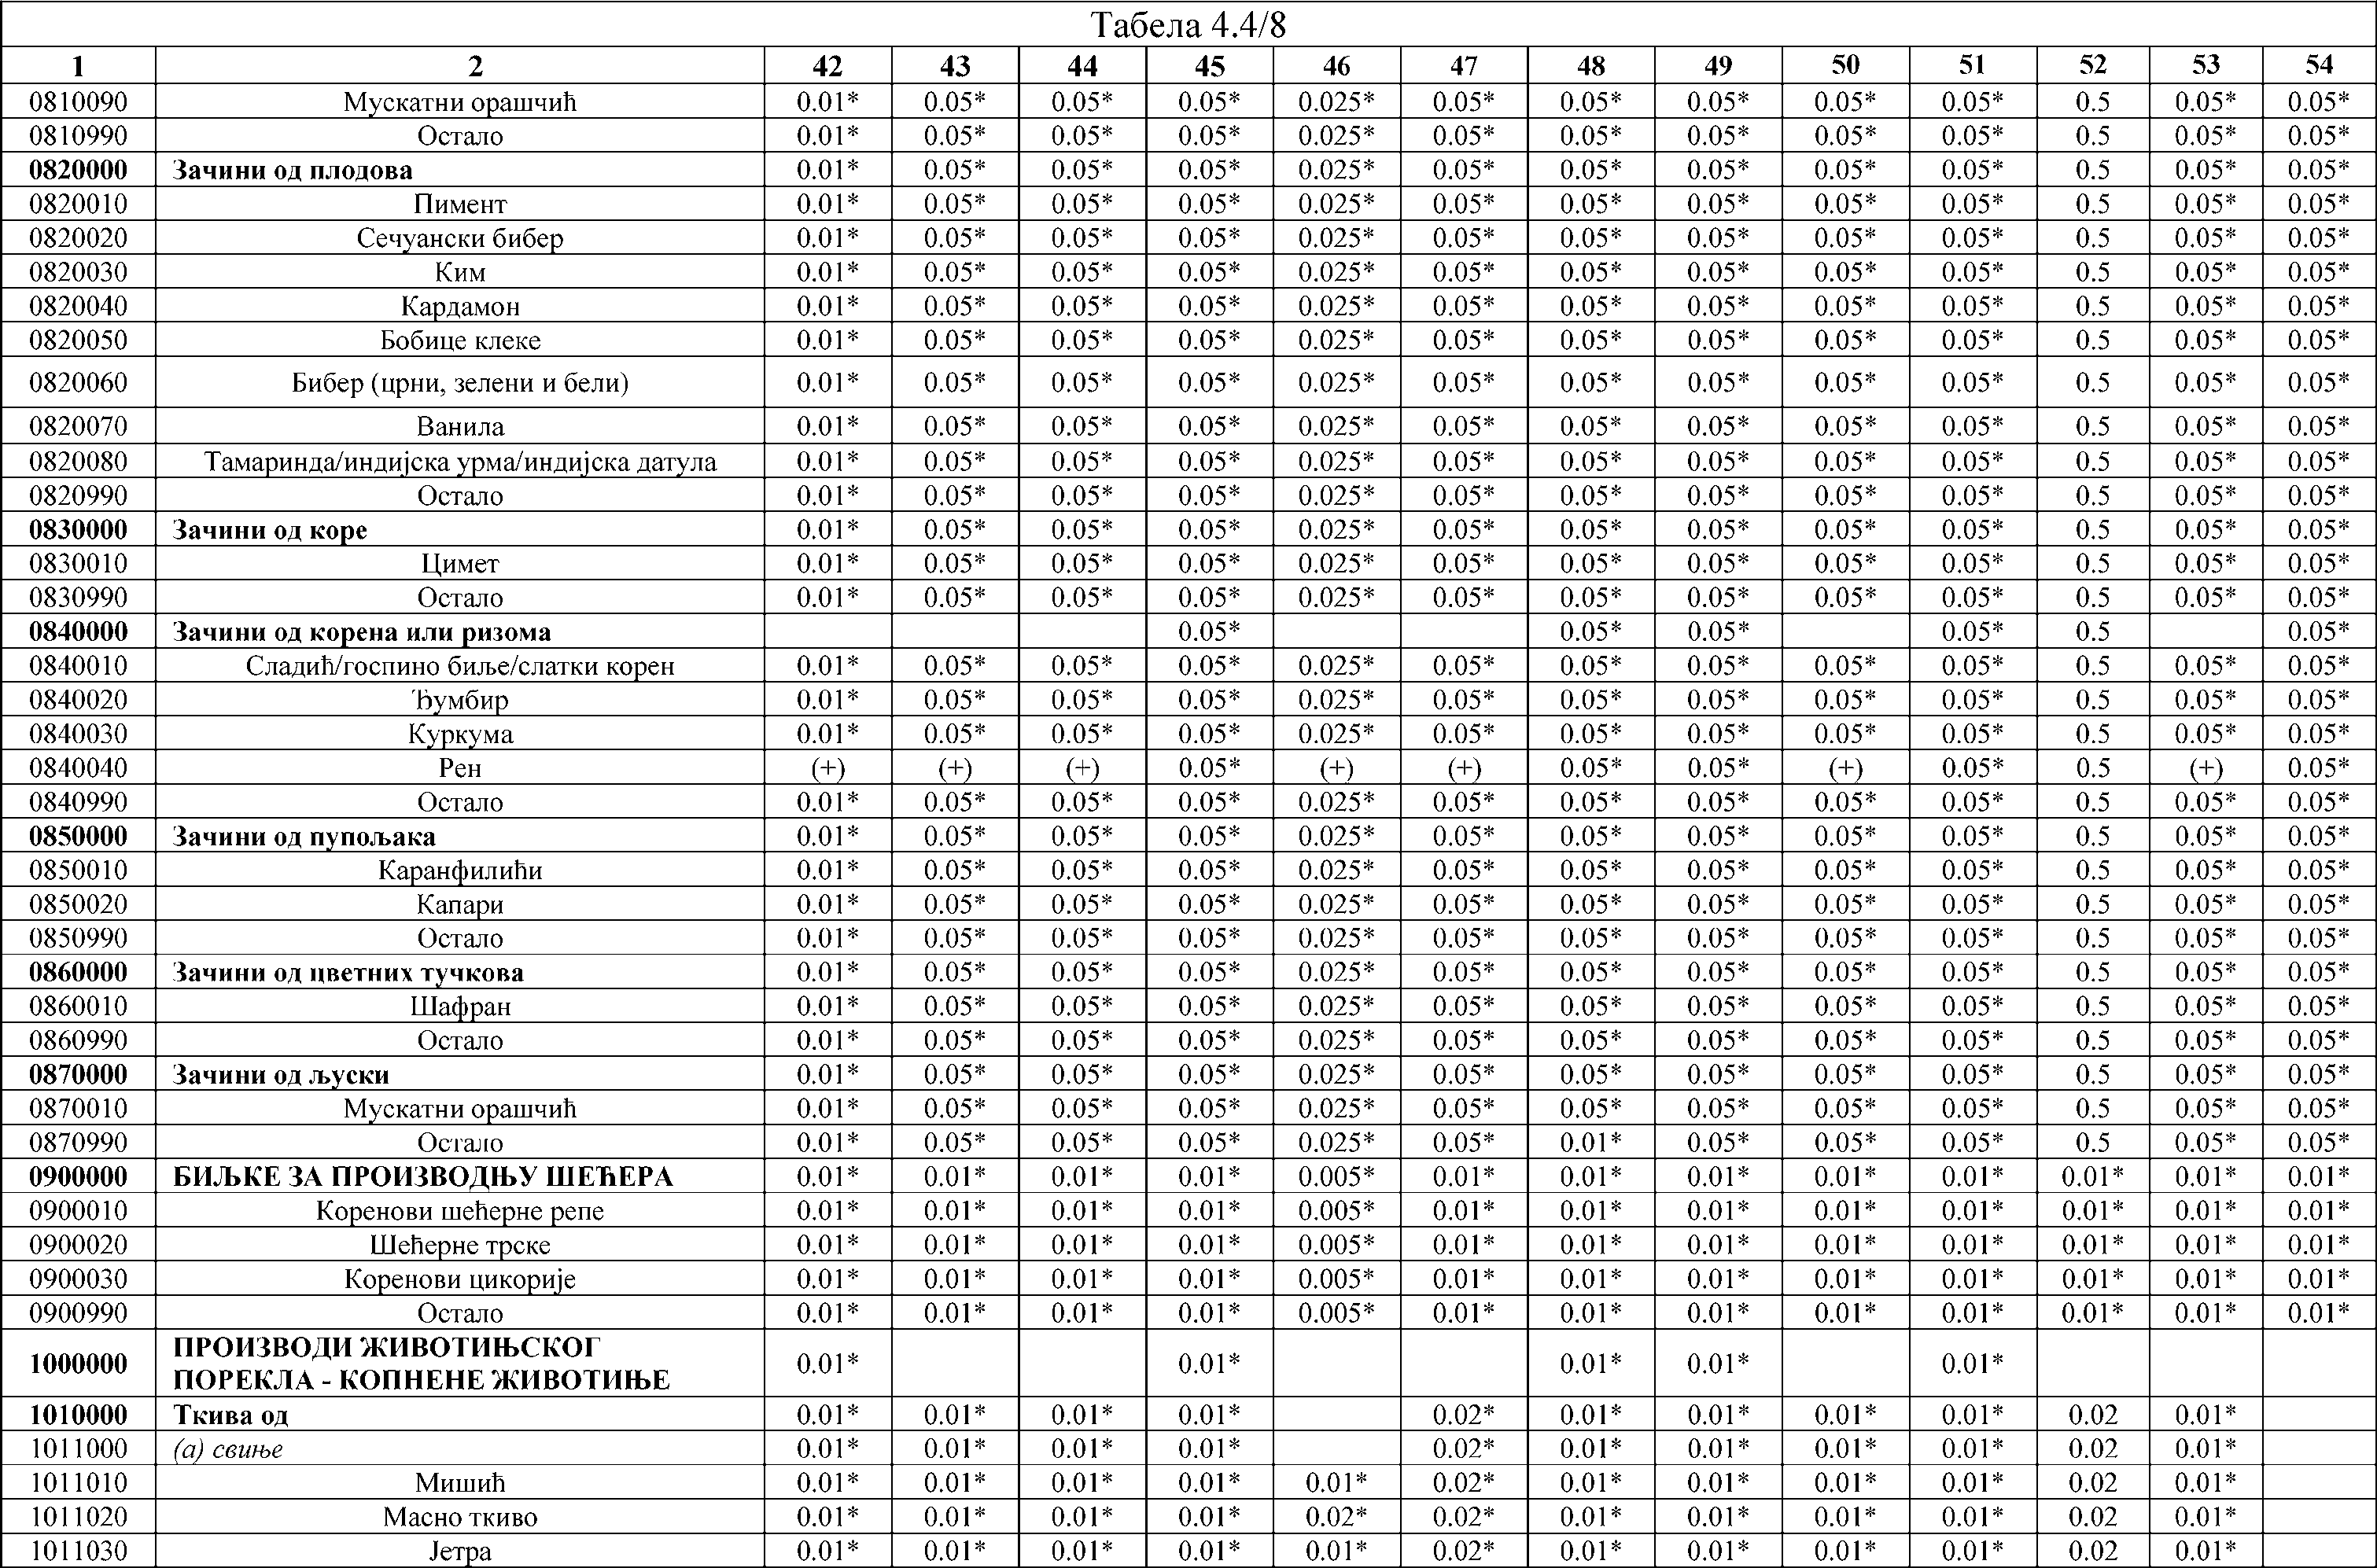 Табела 4.4/8
1 2 42 43 44 45 46 47 48 49 50 51 52 53 54
0810090 Мускатни орашчић 0.01* 0.05* 0.05* 0.05* 0.025* 0.05* 0.05* 0.05* 0.05* 0.05* 0.5 0.05* 0.05*
0810990 Остало 0.01* 0.05* 0.05* 0.05* 0.025* 0.05* 0.05* 0.05* 0.05* 0.05* 0.5 0.05* 0.05*
0820000 Зачини од плодова 0.01* 0.05* 0.05* 0.05* 0.025* 0.05* 0.05* 0.05* 0.05* 0.05* 0.5 0.05* 0.05*
0820010 Пимент 0.01* 0.05* 0.05* 0.05* 0.025* 0.05* 0.05* 0.05* 0.05* 0.05* 0.5 0.05* 0.05*
0820020 Сечуански бибер 0.01* 0.05* 0.05* 0.05* 0.025* 0.05* 0.05* 0.05* 0.05* 0.05* 0.5 0.05* 0.05*
0820030 Ким 0.01* 0.05* 0.05* 0.05* 0.025* 0.05* 0.05* 0.05* 0.05* 0.05* 0.5 0.05* 0.05*
0820040 Кардамон 0.01* 0.05* 0.05* 0.05* 0.025* 0.05* 0.05* 0.05* 0.05* 0.05* 0.5 0.05* 0.05*
0820050 Бобице клеке 0.01* 0.05* 0.05* 0.05* 0.025* 0.05* 0.05* 0.05* 0.05* 0.05* 0.5 0.05* 0.05*
0820060 Бибер (црни, зелени и бели) 0.01* 0.05* 0.05* 0.05* 0.025* 0.05* 0.05* 0.05* 0.05* 0.05* 0.5 0.05* 0.05*
0820070 Ванила 0.01* 0.05* 0.05* 0.05* 0.025* 0.05* 0.05* 0.05* 0.05* 0.05* 0.5 0.05* 0.05*
0820080 Тамаринда/индијска урма/индијска датула 0.01* 0.05* 0.05* 0.05* 0.025* 0.05* 0.05* 0.05* 0.05* 0.05* 0.5 0.05* 0.05*
0820990 Остало 0.01* 0.05* 0.05* 0.05* 0.025* 0.05* 0.05* 0.05* 0.05* 0.05* 0.5 0.05* 0.05*
0830000 Зачини од коре 0.01* 0.05* 0.05* 0.05* 0.025* 0.05* 0.05* 0.05* 0.05* 0.05* 0.5 0.05* 0.05*
0830010 Цимет 0.01* 0.05* 0.05* 0.05* 0.025* 0.05* 0.05* 0.05* 0.05* 0.05* 0.5 0.05* 0.05*
0830990 Остало 0.01* 0.05* 0.05* 0.05* 0.025* 0.05* 0.05* 0.05* 0.05* 0.05* 0.5 0.05* 0.05*
0840000 Зачини од корена или ризома 0.05* 0.05* 0.05* 0.05* 0.5 0.05*
0840010 Сладић/госпино биље/слатки корен 0.01* 0.05* 0.05* 0.05* 0.025* 0.05* 0.05* 0.05* 0.05* 0.05* 0.5 0.05* 0.05*
0840020 Ђумбир 0.01* 0.05* 0.05* 0.05* 0.025* 0.05* 0.05* 0.05* 0.05* 0.05* 0.5 0.05* 0.05*
0840030 Куркума 0.01* 0.05* 0.05* 0.05* 0.025* 0.05* 0.05* 0.05* 0.05* 0.05* 0.5 0.05* 0.05*
0840040 Рен (+) (+) (+) 0.05* (+) (+) 0.05* 0.05* (+) 0.05* 0.5 (+) 0.05*
0840990 Остало 0.01* 0.05* 0.05* 0.05* 0.025* 0.05* 0.05* 0.05* 0.05* 0.05* 0.5 0.05* 0.05*
0850000 Зачини од пупољака 0.01* 0.05* 0.05* 0.05* 0.025* 0.05* 0.05* 0.05* 0.05* 0.05* 0.5 0.05* 0.05*
0850010 Каранфилићи 0.01* 0.05* 0.05* 0.05* 0.025* 0.05* 0.05* 0.05* 0.05* 0.05* 0.5 0.05* 0.05*
0850020 Капари 0.01* 0.05* 0.05* 0.05* 0.025* 0.05* 0.05* 0.05* 0.05* 0.05* 0.5 0.05* 0.05*
0850990 Остало 0.01* 0.05* 0.05* 0.05* 0.025* 0.05* 0.05* 0.05* 0.05* 0.05* 0.5 0.05* 0.05*
0860000 Зачини од цветних тучкова 0.01* 0.05* 0.05* 0.05* 0.025* 0.05* 0.05* 0.05* 0.05* 0.05* 0.5 0.05* 0.05*
0860010 Шафран 0.01* 0.05* 0.05* 0.05* 0.025* 0.05* 0.05* 0.05* 0.05* 0.05* 0.5 0.05* 0.05*
0860990 Остало 0.01* 0.05* 0.05* 0.05* 0.025* 0.05* 0.05* 0.05* 0.05* 0.05* 0.5 0.05* 0.05*
0870000 Зачини од љуски 0.01* 0.05* 0.05* 0.05* 0.025* 0.05* 0.05* 0.05* 0.05* 0.05* 0.5 0.05* 0.05*
0870010 Мускатни орашчић 0.01* 0.05* 0.05* 0.05* 0.025* 0.05* 0.05* 0.05* 0.05* 0.05* 0.5 0.05* 0.05*
0870990 Остало 0.01* 0.05* 0.05* 0.05* 0.025* 0.05* 0.01* 0.05* 0.05* 0.05* 0.5 0.05* 0.05*
0900000 БИЉКЕ ЗА ПРОИЗВОДЊУ ШЕЋЕРА 0.01* 0.01* 0.01* 0.01* 0.005* 0.01* 0.01* 0.01* 0.01* 0.01* 0.01* 0.01* 0.01*
0900010 Коренови шећерне репе 0.01* 0.01* 0.01* 0.01* 0.005* 0.01* 0.01* 0.01* 0.01* 0.01* 0.01* 0.01* 0.01*
0900020 Шећерне трске 0.01* 0.01* 0.01* 0.01* 0.005* 0.01* 0.01* 0.01* 0.01* 0.01* 0.01* 0.01* 0.01*
0900030 Коренови цикорије 0.01* 0.01* 0.01* 0.01* 0.005* 0.01* 0.01* 0.01* 0.01* 0.01* 0.01* 0.01* 0.01*
0900990 Остало 0.01* 0.01* 0.01* 0.01* 0.005* 0.01* 0.01* 0.01* 0.01* 0.01* 0.01* 0.01* 0.01*
1000000 ПРОИЗВОДИ ЖИВОТИЊСКОГ
ПОРЕКЛА - КОПНЕНЕ ЖИВОТИЊЕ 0.01* 0.01* 0.01* 0.01* 0.01*
1010000 Ткива од 0.01* 0.01* 0.01* 0.01* 0.02* 0.01* 0.01* 0.01* 0.01* 0.02 0.01*
1011000 (а) свиње 0.01* 0.01* 0.01* 0.01* 0.02* 0.01* 0.01* 0.01* 0.01* 0.02 0.01*
1011010 Мишић 0.01* 0.01* 0.01* 0.01* 0.01* 0.02* 0.01* 0.01* 0.01* 0.01* 0.02 0.01*
1011020 Масно ткиво 0.01* 0.01* 0.01* 0.01* 0.02* 0.02* 0.01* 0.01* 0.01* 0.01* 0.02 0.01*
1011030 Јетра 0.01* 0.01* 0.01* 0.01* 0.01* 0.02* 0.01* 0.01* 0.01* 0.01* 0.02 0.01*